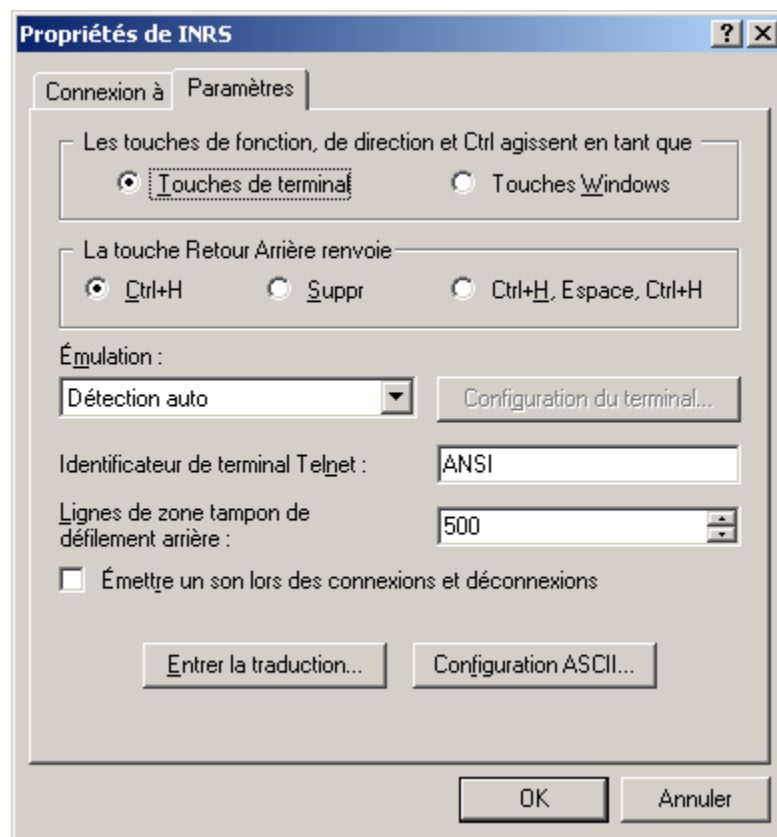 Propriétés de INRS
Connexion à Paramètres
Les touches de fonction, de direction et Ctrl agissent en tant que
Touches de terminal Touches Windows
La touche Retour Arrière renvoie
Ctrl+H Suppr Ctrl+H, Espace, Ctrl+H
Émulation :
Détection auto Configuration du terminal...
Identificateur de terminal Telnet : ANSI
Lignes de zone tampon de
défilement arrière : 500
Émettre un son lors des connexions et déconnexions
Entrer la traduction... Configuration ASCII...
OK Annuler